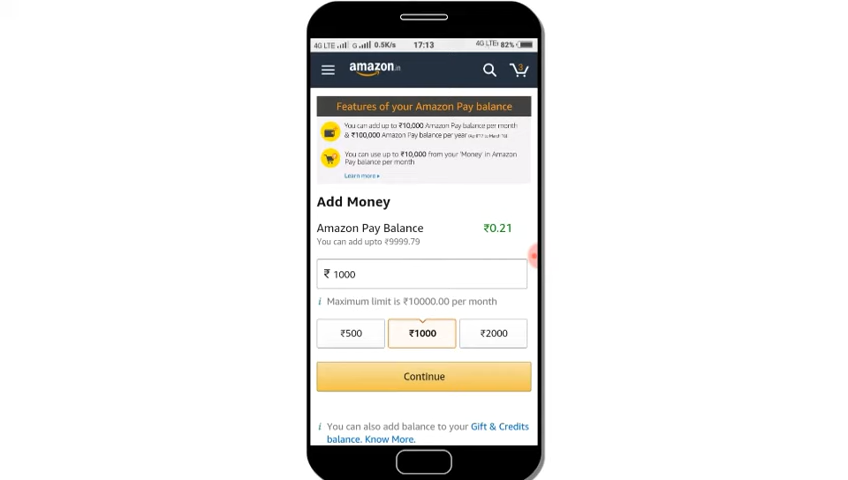 4G LTE G 0.5K/s 17:13 4G LTE 82%
amazon.in 3
Features of your Amazon Pay balance
You can add up to ₹10,000 Amazon Pay balance per month
& ₹100,000 Amazon Pay balance per year
You can use up to ₹10,000 from your 'Money' in Amazon
Pay balance per month
Learn more
Add Money
Amazon Pay Balance ₹0.21
You can add upto ₹9999.79
₹ 1000
i Maximum limit is ₹10000.00 per month
₹500 ₹1000 ₹2000
Continue
i You can also add balance to your Gift & Credits
balance. Know More.